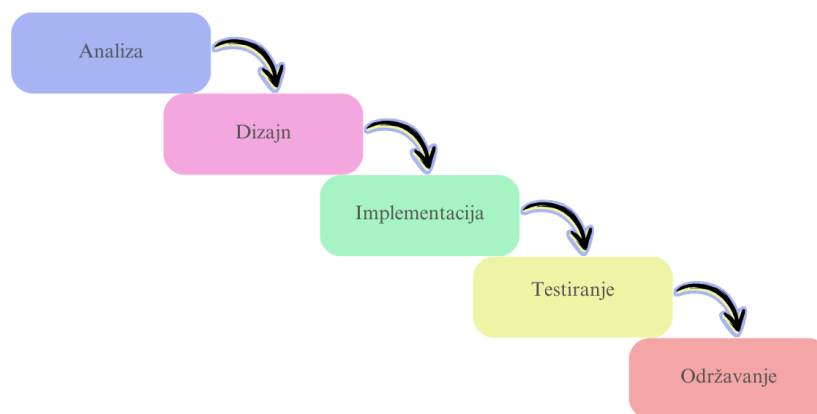 Analiza
Dizajn
Implementacija
Testiranje
Održavanje